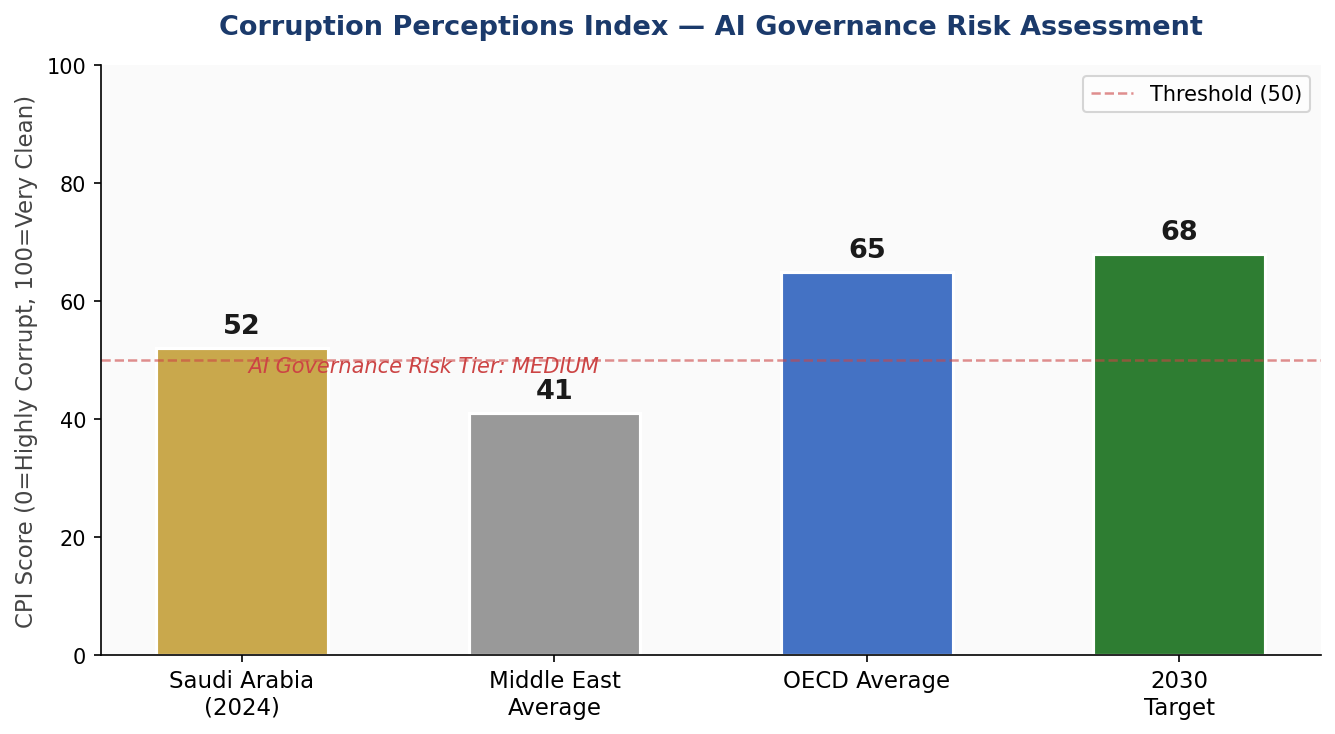 Corruption Perceptions Index — AI Governance Risk Assessment
CPI Score (0=Highly Corrupt, 100=Very Clean)
100
80
60
40
20
0
Threshold (50)
52
AI Governance Risk Tier: MEDIUM
41
65
68
Saudi Arabia
(2024)
Middle East
Average
OECD Average
2030
Target